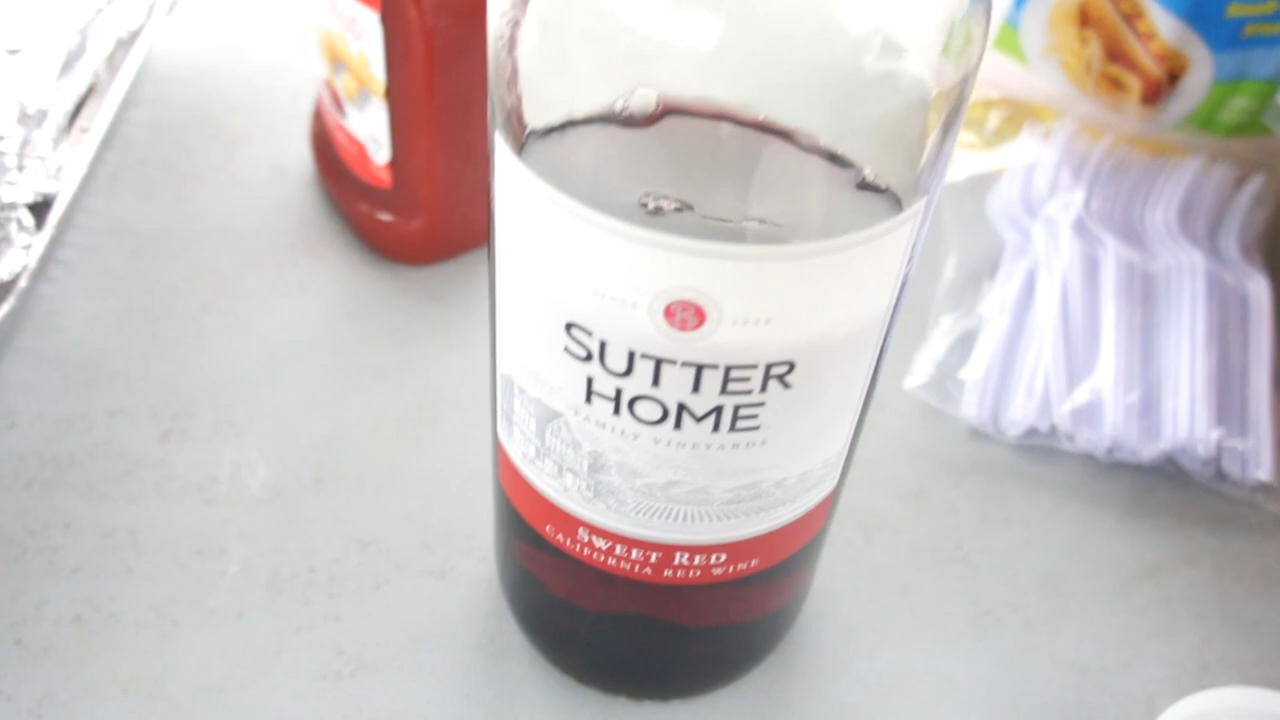 SUTTER
HOME
FAMILY VINEYARDS
SWEET RED
CALIFORNIA RED WINE